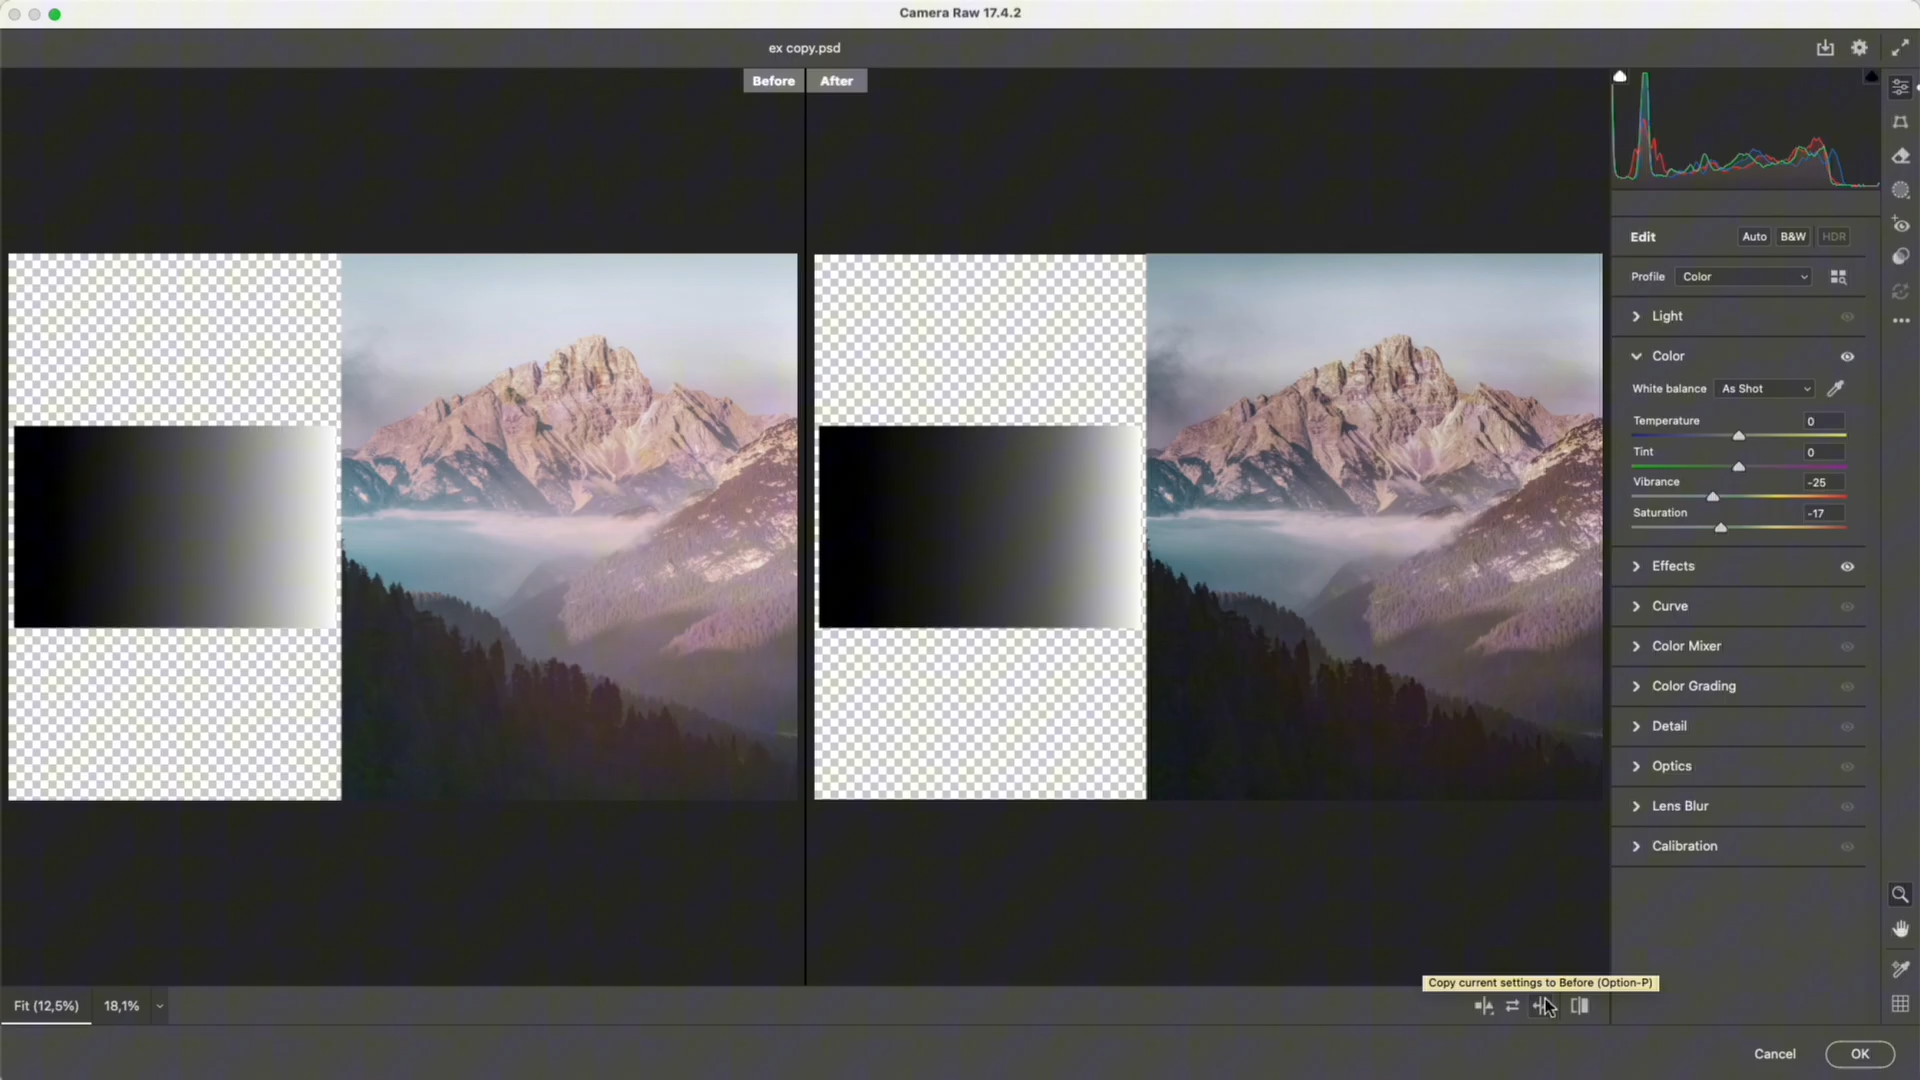 Camera Raw 17.4.2
ex copy.psd
Before
After
Edit
Auto
B&W
HDR
Profile
Color
Light
Color
White balance
As Shot
Temperature
0
Tint
0
Vibrance
-25
Saturation
-17
Effects
Curve
Color Mixer
Color Grading
Detail
Optics
Lens Blur
Calibration
Copy current settings to Before (Option-P)
Fit (12,5%)
18,1%
Cancel
OK